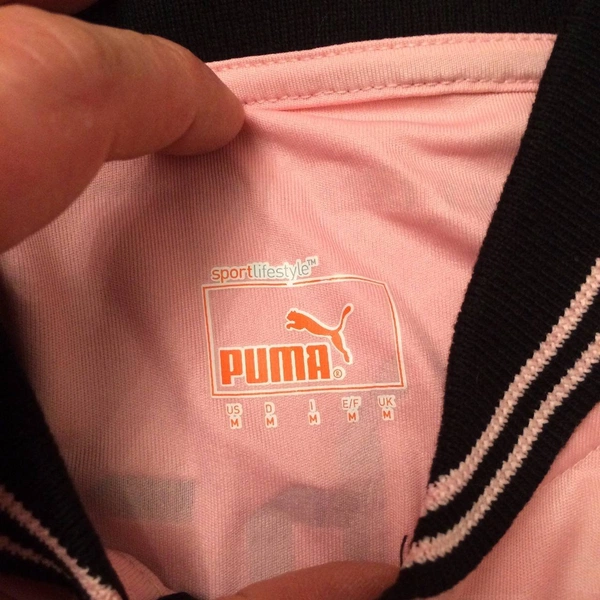 sportlifestyle™
PUMA®
US D I E/F UK
M M M M M